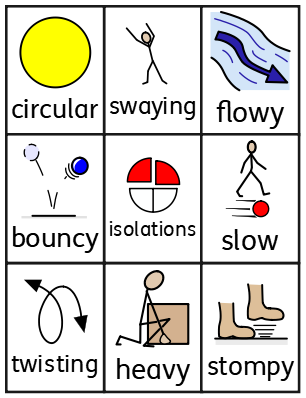 circular
swaying
flowy
bouncy
isolations
slow
twisting
heavy
stompy